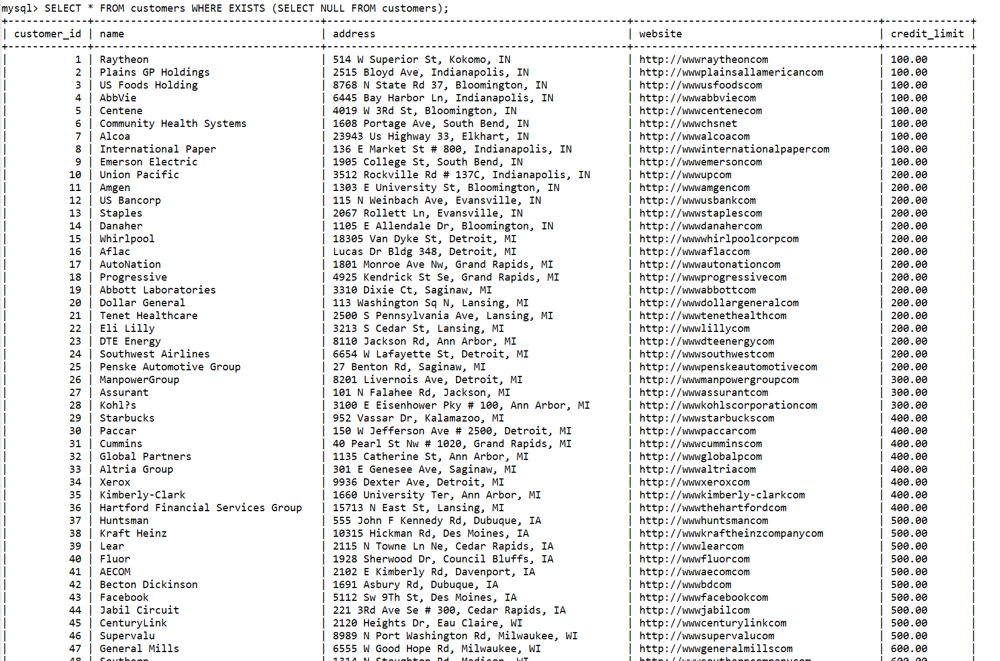 mysql> SELECT * FROM customers WHERE EXISTS (SELECT NULL FROM customers);
+-------------+-------------------------------------+--------------------------------------------------+----------------------------------------+--------------+
| customer_id | name | address | website | credit_limit |
+-------------+-------------------------------------+--------------------------------------------------+----------------------------------------+--------------+
| 1 | Raytheon | 514 W Superior St, Kokomo, IN | http://wwwraytheoncom | 100.00 |
| 2 | Plains GP Holdings | 2515 Bloyd Ave, Indianapolis, IN | http://wwwplainsallamericancom | 100.00 |
| 3 | US Foods Holding | 8768 N State Rd 37, Bloomington, IN | http://wwwusfoodscom | 100.00 |
| 4 | AbbVie | 6445 Bay Harbor Ln, Indianapolis, IN | http://wwwabbviecom | 100.00 |
| 5 | Centene | 4019 W 3Rd St, Bloomington, IN | http://wwwcentenecom | 100.00 |
| 6 | Community Health Systems | 1608 Portage Ave, South Bend, IN | http://wwwchsnet | 100.00 |
| 7 | Alcoa | 23943 Us Highway 33, Elkhart, IN | http://wwwalcoacom | 100.00 |
| 8 | International Paper | 136 E Market St # 800, Indianapolis, IN | http://wwwinternationalpapercom | 100.00 |
| 9 | Emerson Electric | 1905 College St, South Bend, IN | http://wwwemersoncom | 100.00 |
| 10 | Union Pacific | 3512 Rockville Rd # 137C, Indianapolis, IN | http://wwwupcom | 200.00 |
| 11 | Amgen | 1303 E University St, Bloomington, IN | http://wwwamgencom | 200.00 |
| 12 | US Bancorp | 115 N Weinbach Ave, Evansville, IN | http://wwwusbankcom | 200.00 |
| 13 | Staples | 2067 Rollett Ln, Evansville, IN | http://wwwstaplescom | 200.00 |
| 14 | Danaher | 1105 E Allendale Dr, Bloomington, IN | http://wwwdanahercom | 200.00 |
| 15 | Whirlpool | 18305 Van Dyke St, Detroit, MI | http://wwwwhirlpoolcorpcom | 200.00 |
| 16 | Aflac | Lucas Dr Bldg 348, Detroit, MI | http://wwwaflaccom | 200.00 |
| 17 | AutoNation | 1801 Monroe Ave Nw, Grand Rapids, MI | http://wwwautonationcom | 200.00 |
| 18 | Progressive | 4925 Kendrick St Se, Grand Rapids, MI | http://wwwprogressivecom | 200.00 |
| 19 | Abbott Laboratories | 3310 Dixie Ct, Saginaw, MI | http://wwwabbottcom | 200.00 |
| 20 | Dollar General | 113 Washington Sq N, Lansing, MI | http://wwwdollargeneralcom | 200.00 |
| 21 | Tenet Healthcare | 2500 S Pennsylvania Ave, Lansing, MI | http://wwwtenethealthcom | 200.00 |
| 22 | Eli Lilly | 3213 S Cedar St, Lansing, MI | http://wwwlillycom | 200.00 |
| 23 | DTE Energy | 8110 Jackson Rd, Ann Arbor, MI | http://wwwdteenergycom | 200.00 |
| 24 | Southwest Airlines | 6654 W Lafayette St, Detroit, MI | http://wwwsouthwestcom | 200.00 |
| 25 | Penske Automotive Group | 27 Benton Rd, Saginaw, MI | http://wwwpenskeautomotivecom | 200.00 |
| 26 | ManpowerGroup | 8201 Livernois Ave, Detroit, MI | http://wwwmanpowergroupcom | 300.00 |
| 27 | Assurant | 101 N Falahee Rd, Jackson, MI | http://wwwassurantcom | 300.00 |
| 28 | Kohl?s | 3100 E Eisenhower Pky # 100, Ann Arbor, MI | http://wwwkohlscorporationcom | 300.00 |
| 29 | Starbucks | 952 Vassar Dr, Kalamazoo, MI | http://wwwstarbuckscom | 400.00 |
| 30 | Paccar | 150 W Jefferson Ave # 2500, Detroit, MI | http://wwwpaccarcom | 400.00 |
| 31 | Cummins | 40 Pearl St Nw # 1020, Grand Rapids, MI | http://wwwcumminscom | 400.00 |
| 32 | Global Partners | 1135 Catherine St, Ann Arbor, MI | http://wwwglobalpcom | 400.00 |
| 33 | Altria Group | 301 E Genesee Ave, Saginaw, MI | http://wwwaltriacom | 400.00 |
| 34 | Xerox | 9936 Dexter Ave, Detroit, MI | http://wwwxeroxcom | 400.00 |
| 35 | Kimberly-Clark | 1660 University Ter, Ann Arbor, MI | http://wwwkimberly-clarkcom | 400.00 |
| 36 | Hartford Financial Services Group | 15713 N East St, Lansing, MI | http://wwwthehartfordcom | 400.00 |
| 37 | Huntsman | 555 John F Kennedy Rd, Dubuque, IA | http://wwwhuntsmancom | 500.00 |
| 38 | Kraft Heinz | 10315 Hickman Rd, Des Moines, IA | http://wwwkraftheinzcompanycom | 500.00 |
| 39 | Lear | 2115 N Towne Ln Ne, Cedar Rapids, IA | http://wwwlearcom | 500.00 |
| 40 | Fluor | 1928 Sherwood Dr, Council Bluffs, IA | http://wwwfluorcom | 500.00 |
| 41 | AECOM | 2102 E Kimberly Rd, Davenport, IA | http://wwwaecomcom | 500.00 |
| 42 | Becton Dickinson | 1691 Asbury Rd, Dubuque, IA | http://wwwbdcom | 500.00 |
| 43 | Facebook | 5112 Sw 9Th St, Des Moines, IA | http://wwwfacebookcom | 500.00 |
| 44 | Jabil Circuit | 221 3Rd Ave Se # 300, Cedar Rapids, IA | http://wwwjabilcom | 500.00 |
| 45 | CenturyLink | 2120 Heights Dr, Eau Claire, WI | http://wwwcenturylinkcom | 500.00 |
| 46 | Supervalu | 8989 N Port Washington Rd, Milwaukee, WI | http://wwwsupervalucom | 500.00 |
| 47 | General Mills | 6555 W Good Hope Rd, Milwaukee, WI | http://wwwgeneralmillscom | 600.00 |
| 48 | Southern | 1314 N Stoughton Rd, Madison, WI | http://wwwsoutherncompanycom | 600.00 |